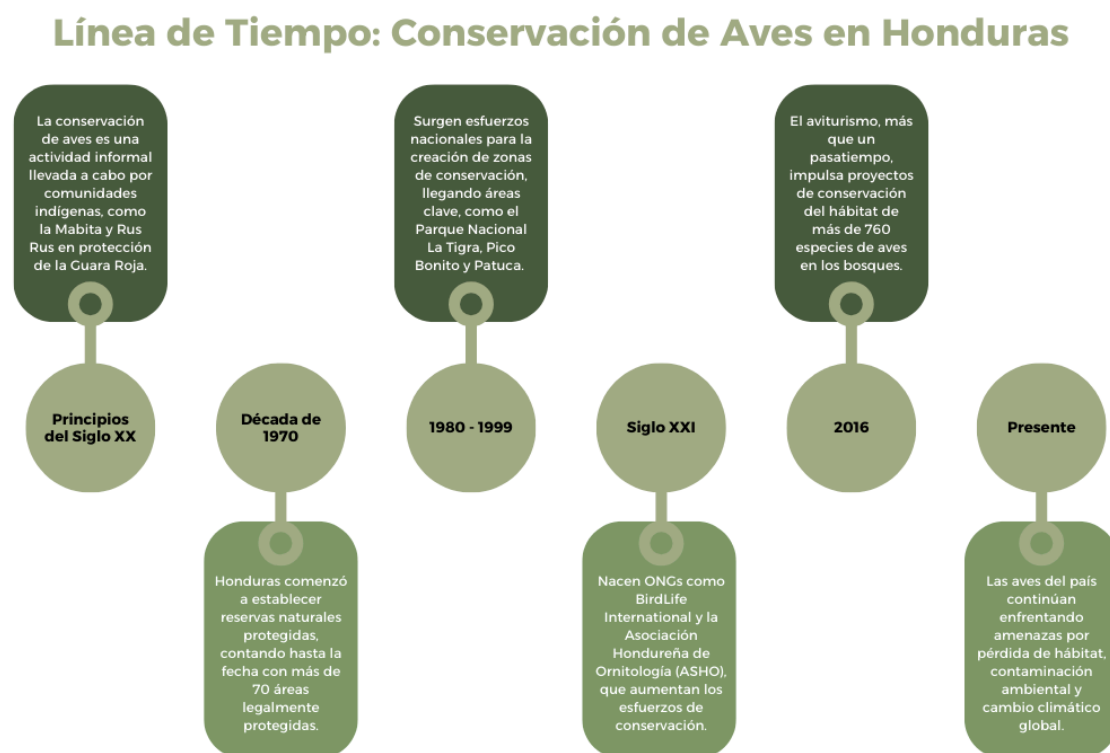 Línea de Tiempo: Conservación de Aves en Honduras
La conservación
de aves es una
actividad informal
llevada a cabo por
comunidades
indígenas, como
la Mabita y Rus
Rus en protección
de la Guara Roja.
Principios
del Siglo XX
Década de
1970
Honduras comenzó
a establecer
reservas naturales
protegidas,
contando hasta la
fecha con más de
70 áreas
legalmente
protegidas.
Surgen esfuerzos
nacionales para la
creación de zonas
de conservación,
llegando áreas
clave, como el
Parque Nacional
La Tigra, Pico
Bonito y Patuca.
1980 - 1999
Siglo XXI
Nacen ONGs como
BirdLife
International y la
Asociación
Hondureña de
Ornitología (ASHO),
que aumentan los
esfuerzos de
conservación.
El aviturismo, más
que un
pasatiempo,
impulsa proyectos
de conservación
del hábitat de
más de 760
especies de aves
en los bosques.
2016
Presente
Las aves del país
continúan
enfrentando
amenazas por
pérdida de hábitat,
contaminación
ambiental y
cambio climático
global.